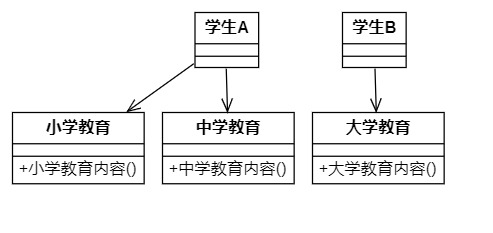 学生A
学生B
小学教育
中学教育
大学教育
+小学教育内容()
+中学教育内容()
+大学教育内容()